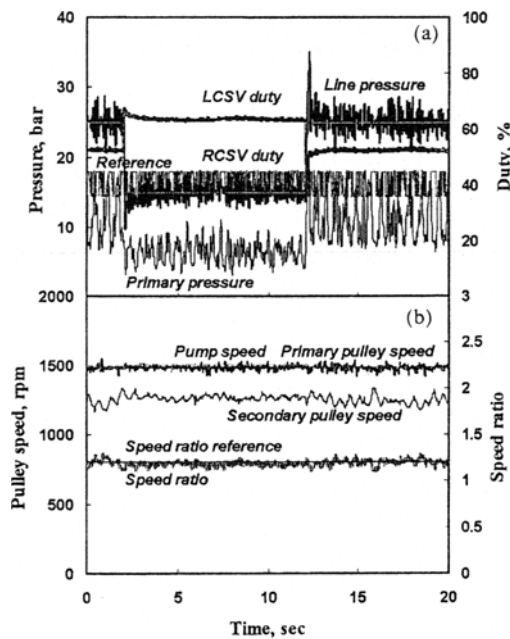 (a)
40
30
20
10
100
80
60
40
20
Pressure, bar
Duty, %
LCSV duty
Line pressure
Reference
RCSV duty
Primary pressure
(b)
2000
1500
1000
500
0
3
2.5
2
1.5
1
0.5
0
Pulley speed, rpm
Speed ratio
Pump speed
Primary pulley speed
Secondary pulley speed
Speed ratio reference
Speed ratio
0
5
10
15
20
Time, sec